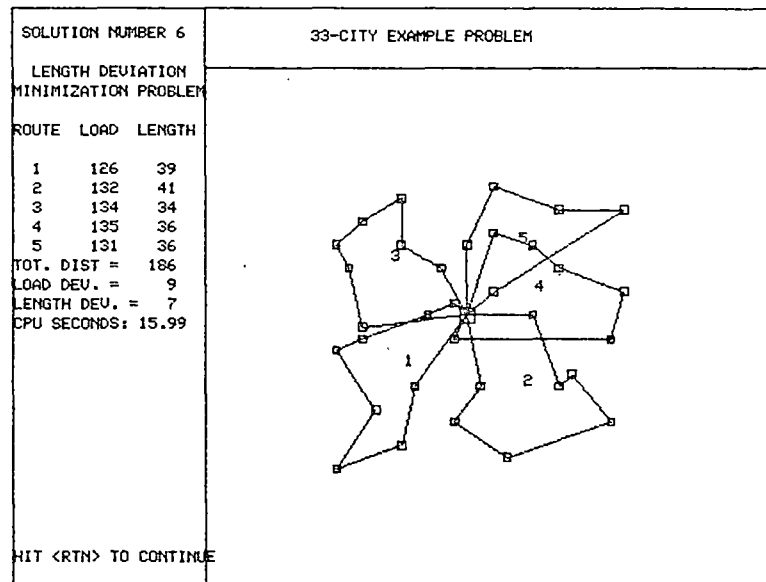 SOLUTION NUMBER 6
33-CITY EXAMPLE PROBLEM
LENGTH DEVIATION
MINIMIZATION PROBLEM
ROUTE LOAD LENGTH
1 126 39
2 132 41
3 134 34
4 135 36
5 131 36
TOT. DIST = 186
LOAD DEV. = 9
LENGTH DEV. = 7
CPU SECONDS: 15.99
5
3
4
1
2
HIT <RTN> TO CONTINUE